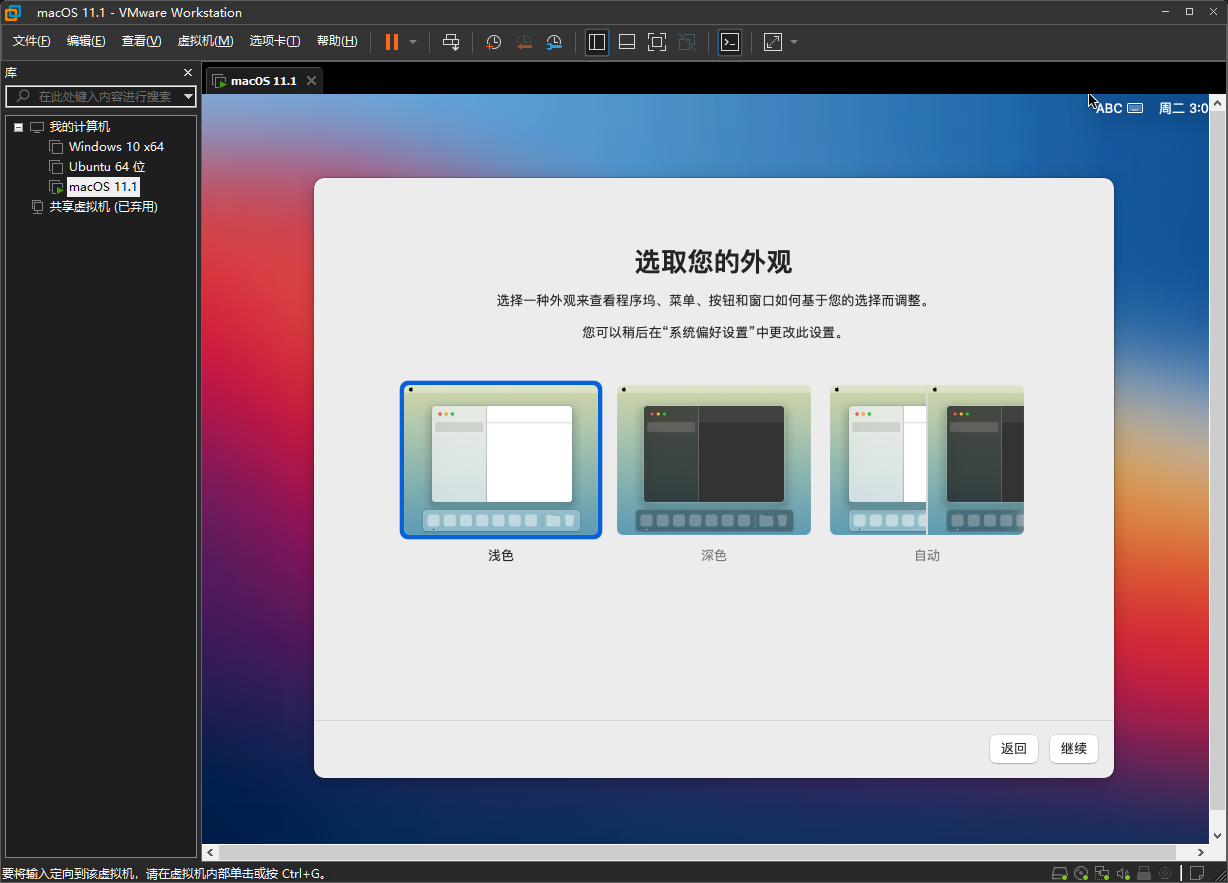 macOS 11.1 - VMware Workstation
文件(F) 编辑(E) 查看(V) 虚拟机(M) 选项卡(T) 帮助(H)
库
在此处键入内容进行搜索
我的计算机
Windows 10 x64
Ubuntu 64 位
macOS 11.1
共享虚拟机 (已弃用)
macOS 11.1
ABC 周二 3:0
选取您的外观
选择一种外观来查看程序坞、菜单、按钮和窗口如何基于您的选择而调整。
您可以稍后在“系统偏好设置”中更改此设置。
浅色 深色 自动
返回 继续
要将输入定向到该虚拟机，请在虚拟机内部单击或按 Ctrl+G。